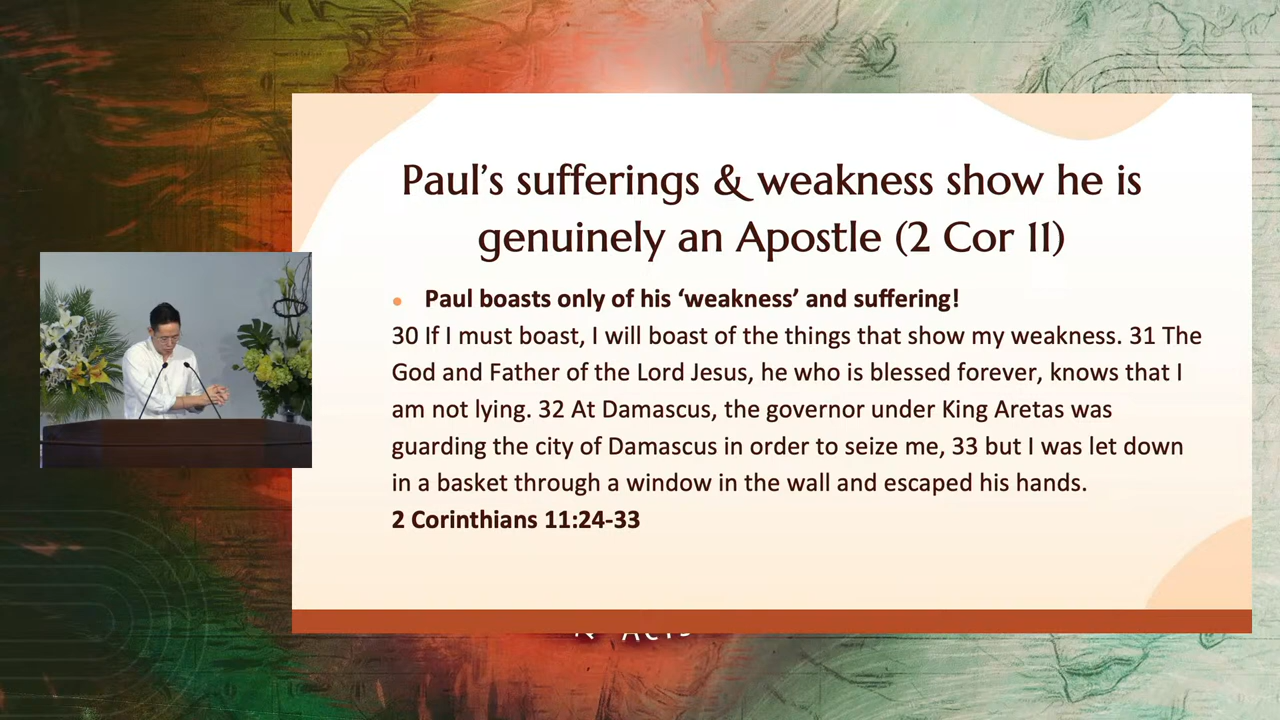 Paul’s sufferings & weakness show he is
genuinely an Apostle (2 Cor 11)
• Paul boasts only of his ‘weakness’ and suffering!
30 If I must boast, I will boast of the things that show my weakness. 31 The
God and Father of the Lord Jesus, he who is blessed forever, knows that I
am not lying. 32 At Damascus, the governor under King Aretas was
guarding the city of Damascus in order to seize me, 33 but I was let down
in a basket through a window in the wall and escaped his hands.
2 Corinthians 11:24-33
ACTS